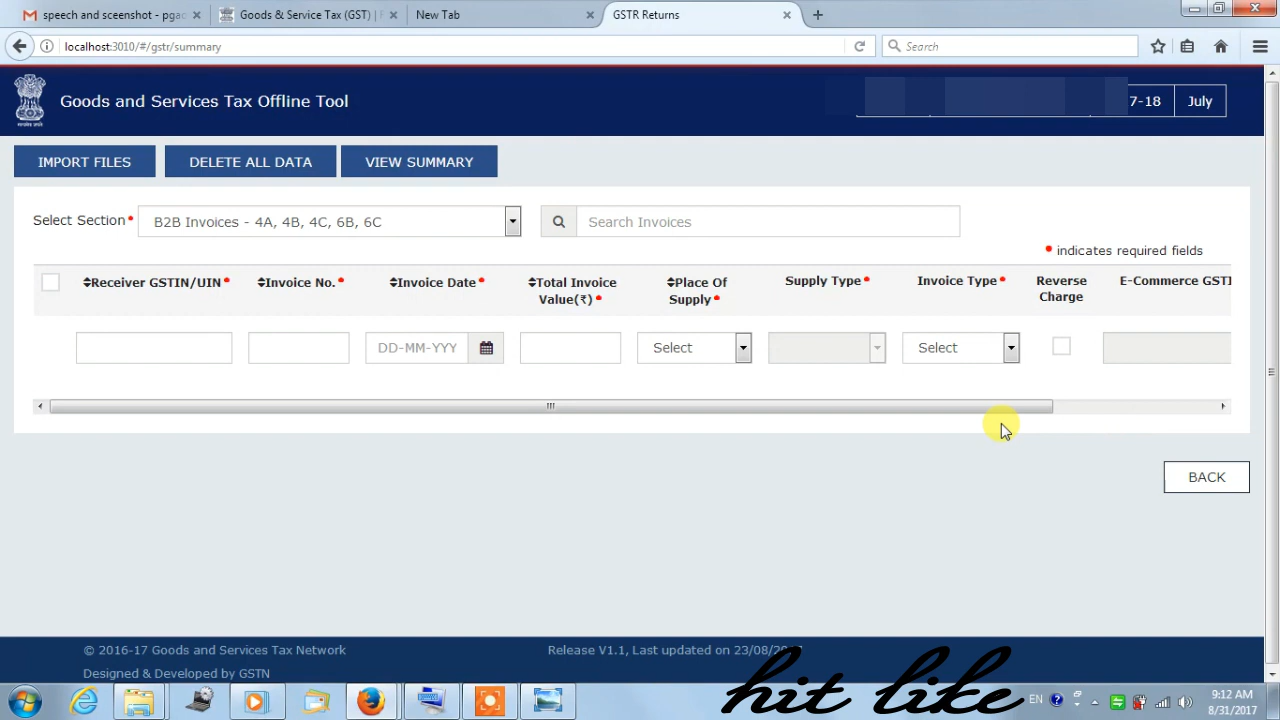 speech and sceenshot - pgac
Goods & Service Tax (GST) | F
New Tab
GSTR Returns
localhost:3010/#/gstr/summary
Search
Goods and Services Tax Offline Tool
7-18
July
IMPORT FILES
DELETE ALL DATA
VIEW SUMMARY
Select Section•
B2B Invoices - 4A, 4B, 4C, 6B, 6C
Search Invoices
• indicates required fields
Receiver GSTIN/UIN•
Invoice No.•
Invoice Date•
Total Invoice
Value(₹)•
Place Of
Supply•
Supply Type•
Invoice Type•
Reverse
Charge
E-Commerce GSTI
DD-MM-YYY
Select
Select
BACK
© 2016-17 Goods and Services Tax Network
Release V1.1, Last updated on 23/08/20
Designed & Developed by GSTN
hit like
EN
9:12 AM
8/31/2017